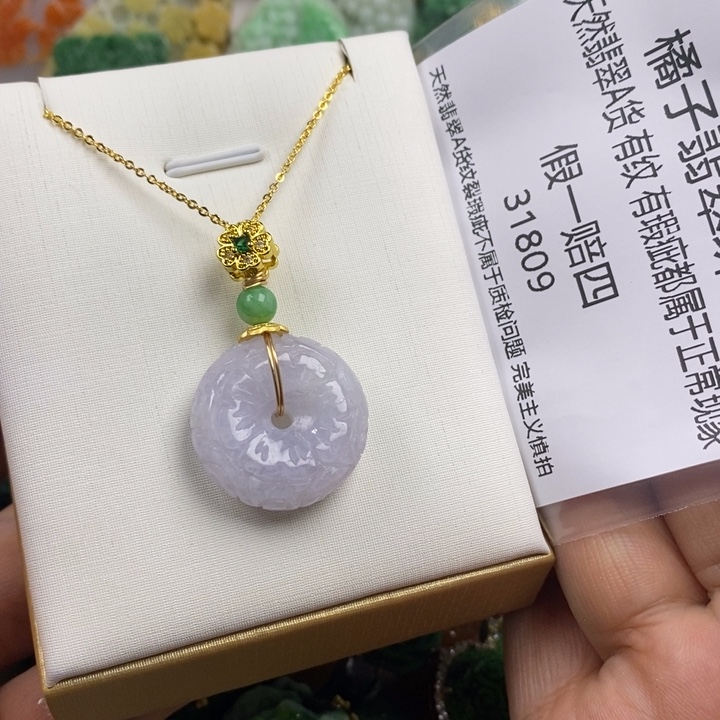 橘子翡翠
天然翡翠A货 有纹 有瑕疵都属于正常现象
假一赔四
31809
天然翡翠A货纹裂瑕疵不属于质检问题 完美主义慎拍